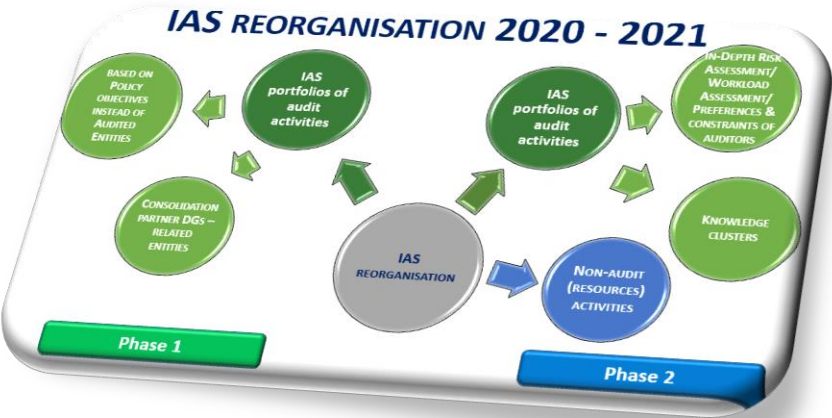 IAS REORGANISATION 2020 - 2021
BASED ON
POLICY
OBJECTIVES
INSTEAD OF
AUDITED
ENTITIES
IAS
portfolios of
audit
activities
CONSOLIDATION
PARTNER DGS –
RELATED
ENTITIES
IAS
REORGANISATION
IAS
portfolios of
audit
activities
IN-DEPTH RISK
ASSESSMENT/
WORKLOAD
ASSESSMENT/
PREFERENCES &
CONSTRAINTS OF
AUDITORS
KNOWLEDGE
CLUSTERS
NON-AUDIT
(RESOURCES)
ACTIVITIES
Phase 1
Phase 2